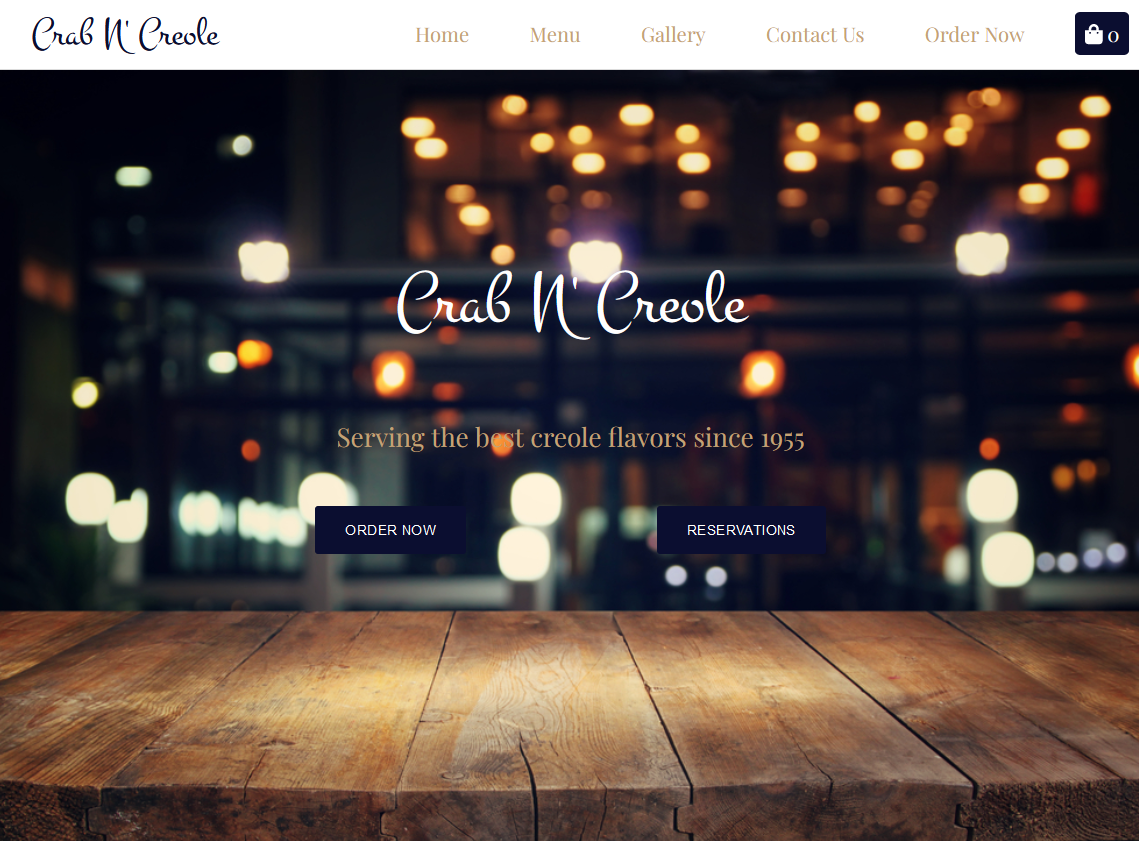 Crab N' Creole
Home Menu Gallery Contact Us Order Now 0
Crab N' Creole
Serving the best creole flavors since 1955
ORDER NOW RESERVATIONS